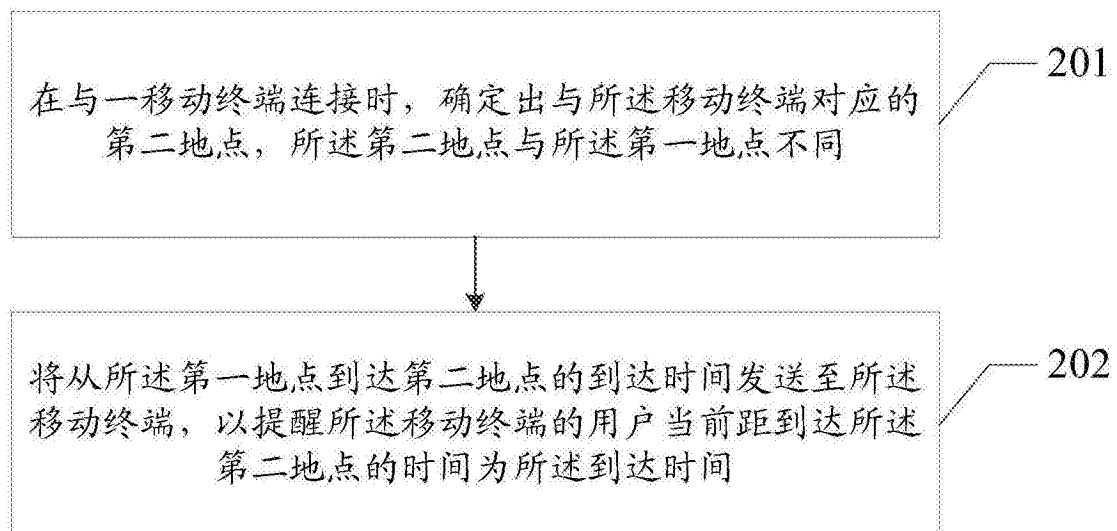 在与一移动终端连接时，确定出与所述移动终端对应的
第二地点，所述第二地点与所述第一地点不同
201
将从所述第一地点到达第二地点的到达时间发送至所述
移动终端，以提醒所述移动终端的用户当前距到达所述
第二地点的时间为所述到达时间
202